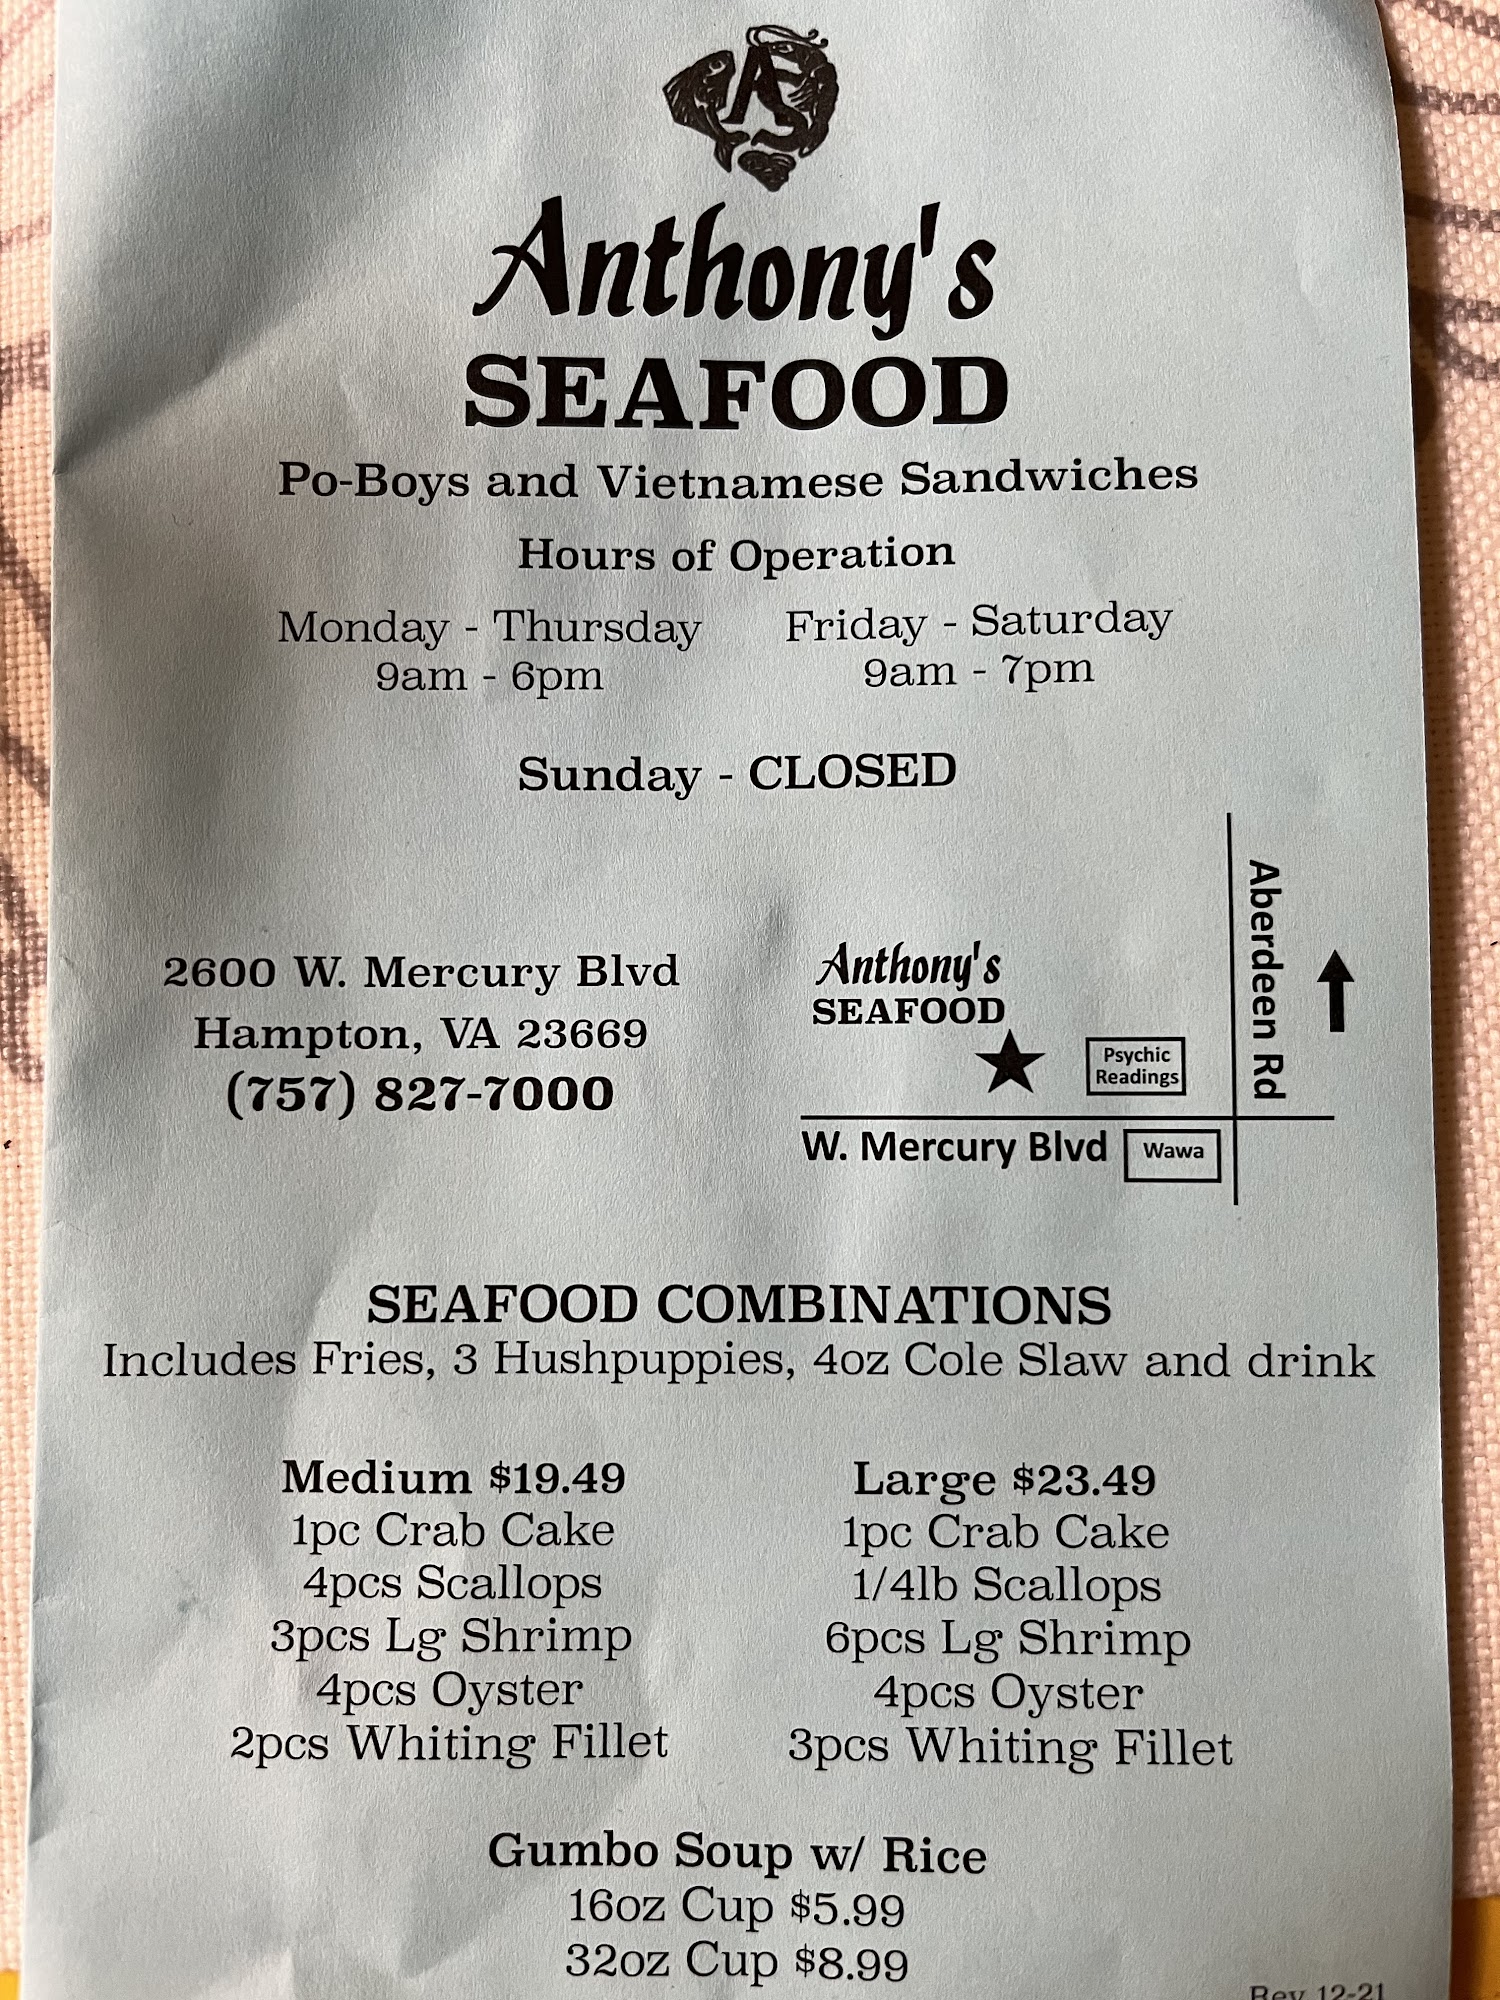 AS
Anthony's
SEAFOOD
Po-Boys and Vietnamese Sandwiches
Hours of Operation
Monday - Thursday
9am - 6pm
Friday - Saturday
9am - 7pm
Sunday - CLOSED
2600 W. Mercury Blvd
Hampton, VA 23669
(757) 827-7000
Anthony's
SEAFOOD
Psychic
Readings
Aberdeen Rd
W. Mercury Blvd
Wawa
SEAFOOD COMBINATIONS
Includes Fries, 3 Hushpuppies, 4oz Cole Slaw and drink
Medium $19.49
1pc Crab Cake
4pcs Scallops
3pcs Lg Shrimp
4pcs Oyster
2pcs Whiting Fillet
Large $23.49
1pc Crab Cake
1/4lb Scallops
6pcs Lg Shrimp
4pcs Oyster
3pcs Whiting Fillet
Gumbo Soup w/ Rice
16oz Cup $5.99
32oz Cup $8.99
Rev 12-21